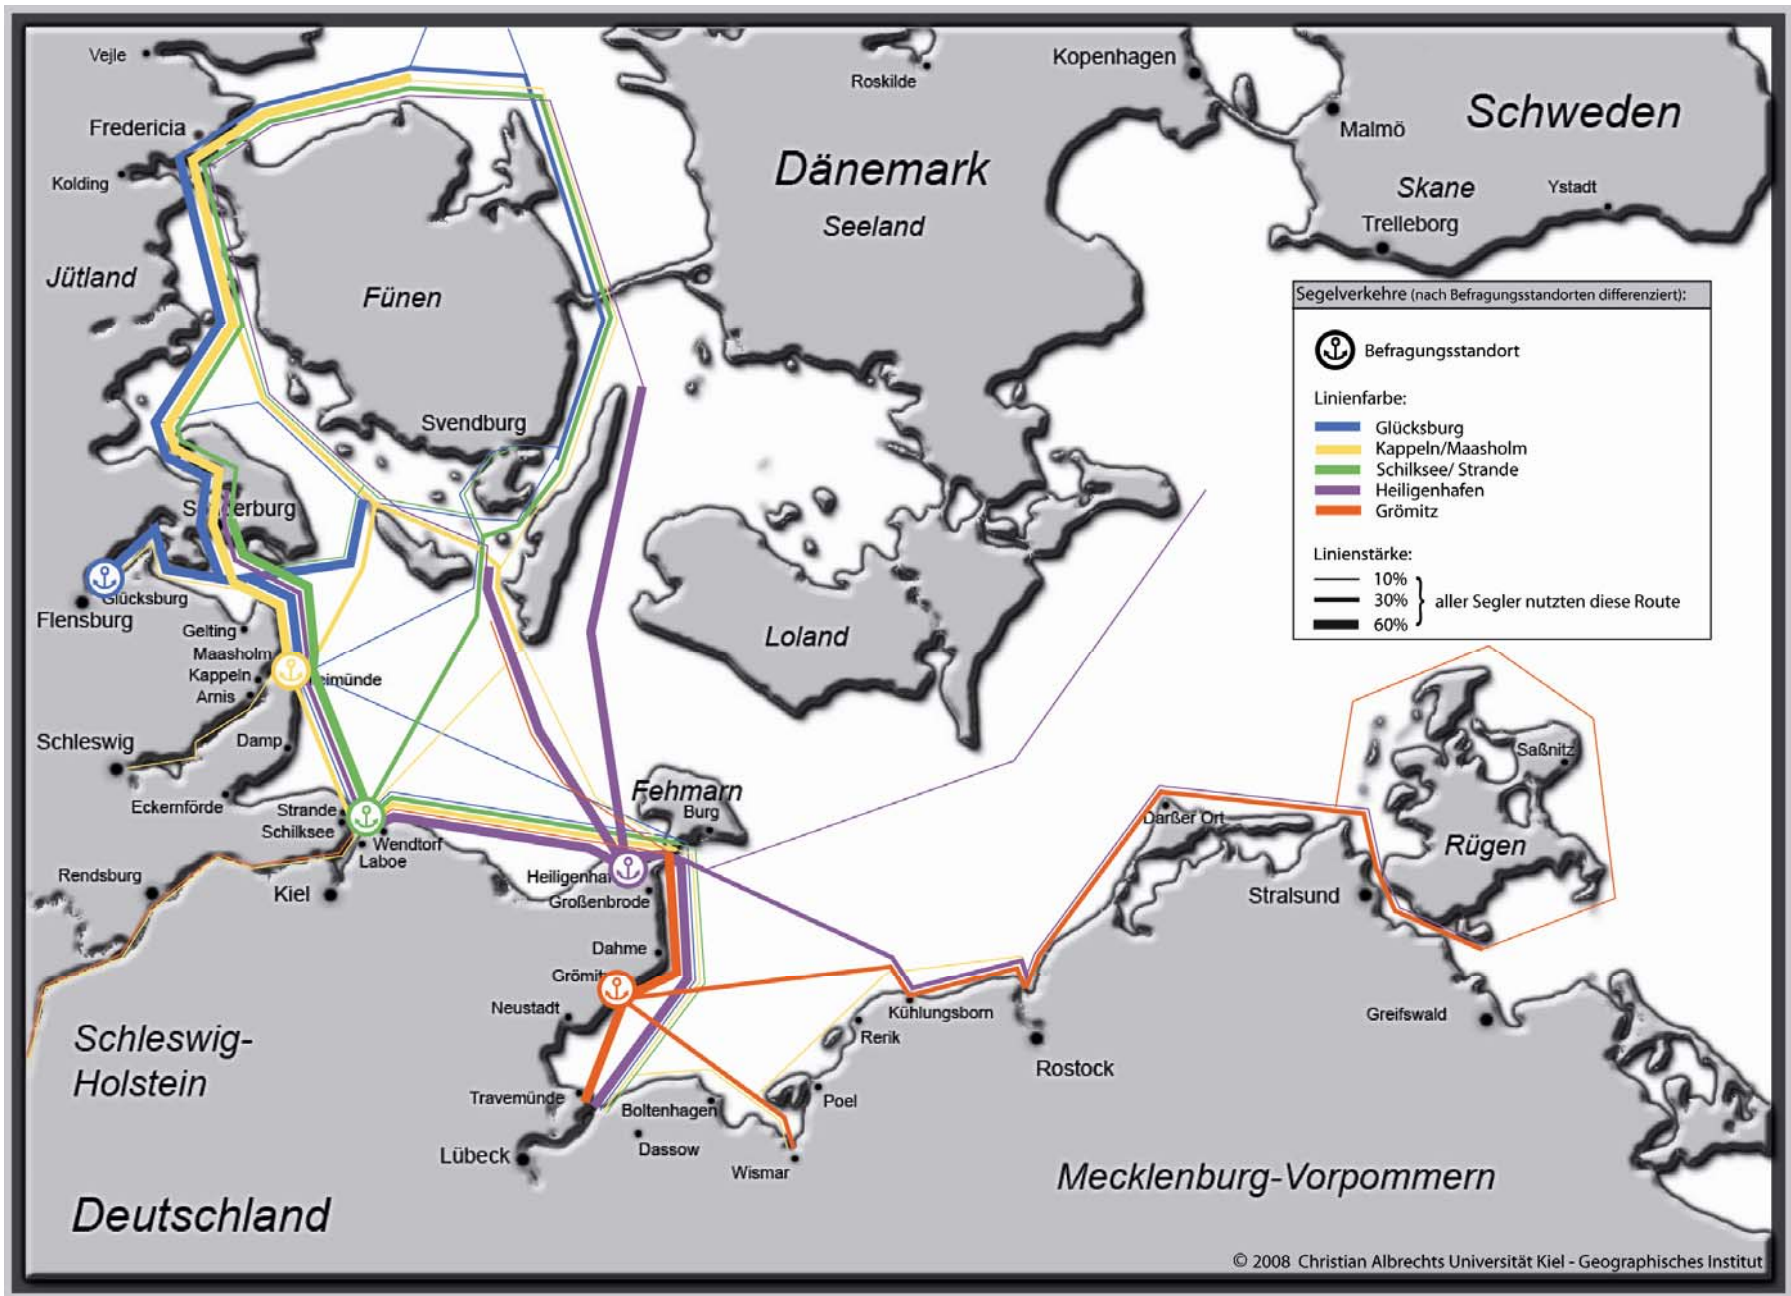 Vejle
Roskilde
Kopenhagen
Fredericia
Malmö
Schweden
Kolding
Dänemark
Skane
Ystadt
Seeland
Trelleborg
Jütland
Fünen
Segelverkehre (nach Befragungsstandorten differenziert):
Befragungsstandort
Linienfarbe:
Glücksburg
Kappeln/Maasholm
Schilksee/ Strande
Heiligenhafen
Grömitz
Linienstärke:
10%
30%
60%
aller Segler nutzten diese Route
Svendburg
Glücksburg
Flensburg
Gelting
Maasholm
Kappeln
Arnis
Loland
Schleswig
Damp
Saßnitz
Eckernförde
Strande
Schilksee
Wendtorf
Laboe
Fehmarn
Burg
Darßer Ort
Rügen
Rendsburg
Kiel
Großenbrode
Stralsund
Dahme
Neustadt
Kühlungsborn
Greifswald
Rerik
Schleswig-
Holstein
Rostock
Travemünde
Boltenhagen
Poel
Lübeck
Dassow
Wismar
Mecklenburg-Vorpommern
Deutschland
© 2008 Christian Albrechts Universität Kiel - Geographisches Institut